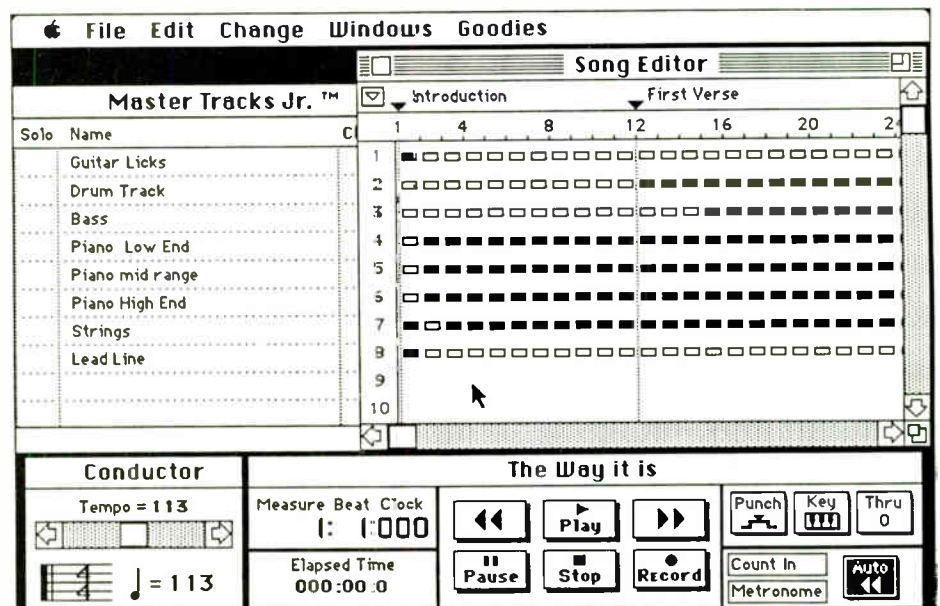 File Edit Change Windows Goodies
Song Editor
Master Tracks Jr. ™
Introduction
First Verse
Solo Name
1 4 8 12 16 20
1
2
3
4
5
6
7
8
9
10
Guitar Licks
Drum Track
Bass
Piano Low End
Piano mid range
Piano High End
Strings
Lead Line
Conductor
Tempo = 113
4
4
= 113
The Way it is
Measure Beat Clock
1: 1:000
Elapsed Time
000:00:0
Play
Pause
Stop
Record
Punch
Key
Thru
0
Count In
Metronome
Auto